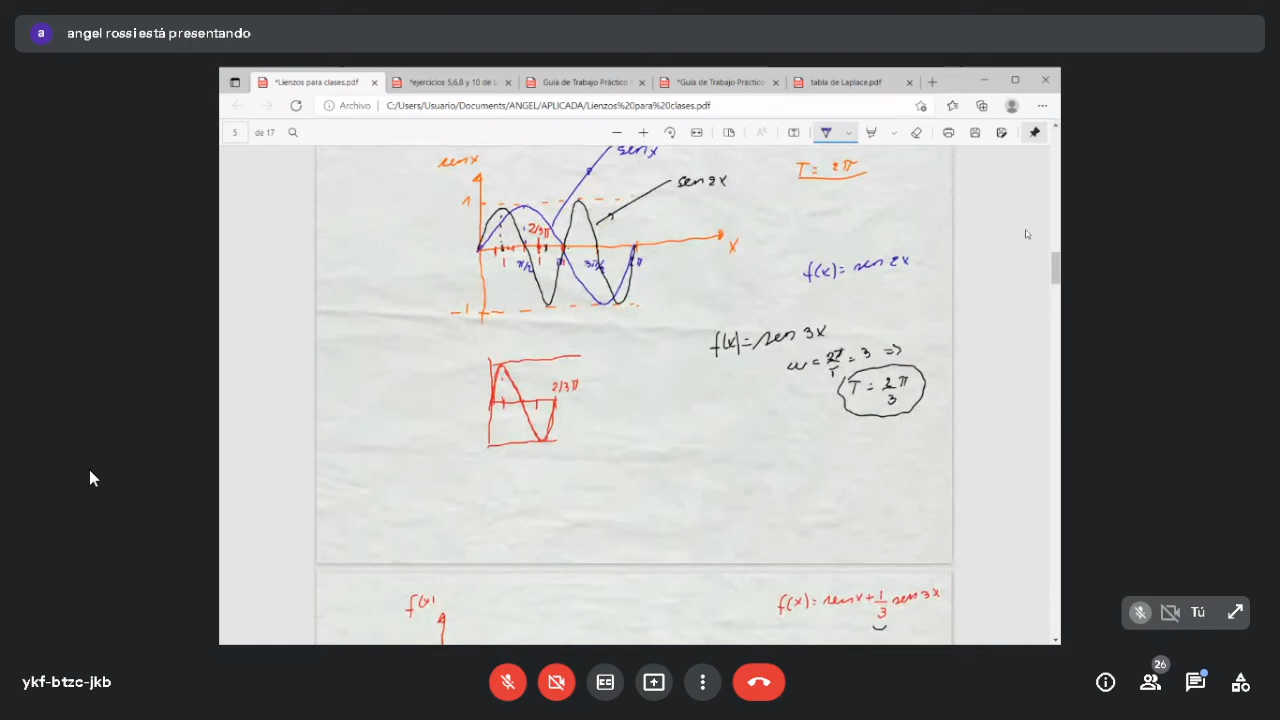 a angel rossi está presentando
*Lienzos para clases.pdf
*ejercicios 5,6,8 y 10 de L
Guía de Trabajo Práctico
*Guía de Trabajo Práctico
tabla de Laplace.pdf
Archivo
C:/Users/Usuario/Documents/ANGEL/APLICADA/Lienzos%20para%20clases.pdf
5 de 17
sen x
sen x
sen 2x
T = 2π
1
2/3π
π/2
π
3π/2
2π
x
-1
f(x) = sen 2x
f(x) = sen 3x
w = 2π/T = 3 =>
T = 2π/3
2/3π
f(x)
f(x) = sen x + 1/3 sen 3x
Tú
ykf-btzc-jkb
26